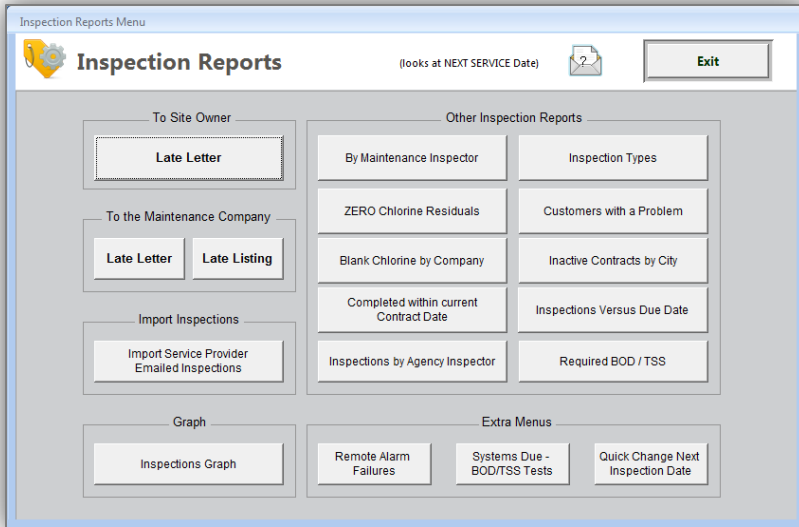 Inspection Reports Menu
Inspection Reports
(looks at NEXT SERVICE Date)
?
Exit
To Site Owner
Late Letter
To the Maintenance Company
Late Letter
Late Listing
Import Inspections
Import Service Provider
Emailed Inspections
Graph
Inspections Graph
Other Inspection Reports
By Maintenance Inspector
Inspection Types
ZERO Chlorine Residuals
Customers with a Problem
Blank Chlorine by Company
Inactive Contracts by City
Completed within current
Contract Date
Inspections Versus Due Date
Inspections by Agency Inspector
Required BOD / TSS
Extra Menus
Remote Alarm
Failures
Systems Due -
BOD/TSS Tests
Quick Change Next
Inspection Date